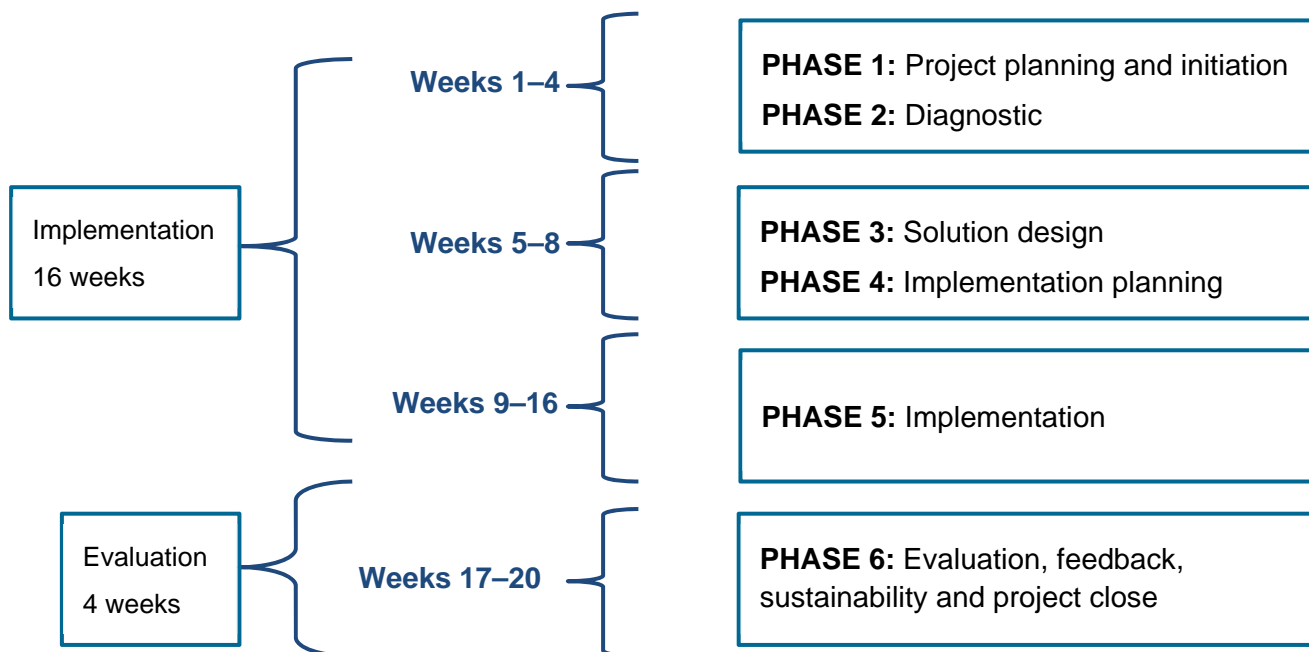 Implementation
16 weeks
Weeks 1–4
PHASE 1: Project planning and initiation
PHASE 2: Diagnostic
Weeks 5–8
PHASE 3: Solution design
PHASE 4: Implementation planning
Weeks 9–16
PHASE 5: Implementation
Evaluation
4 weeks
Weeks 17–20
PHASE 6: Evaluation, feedback,
sustainability and project close